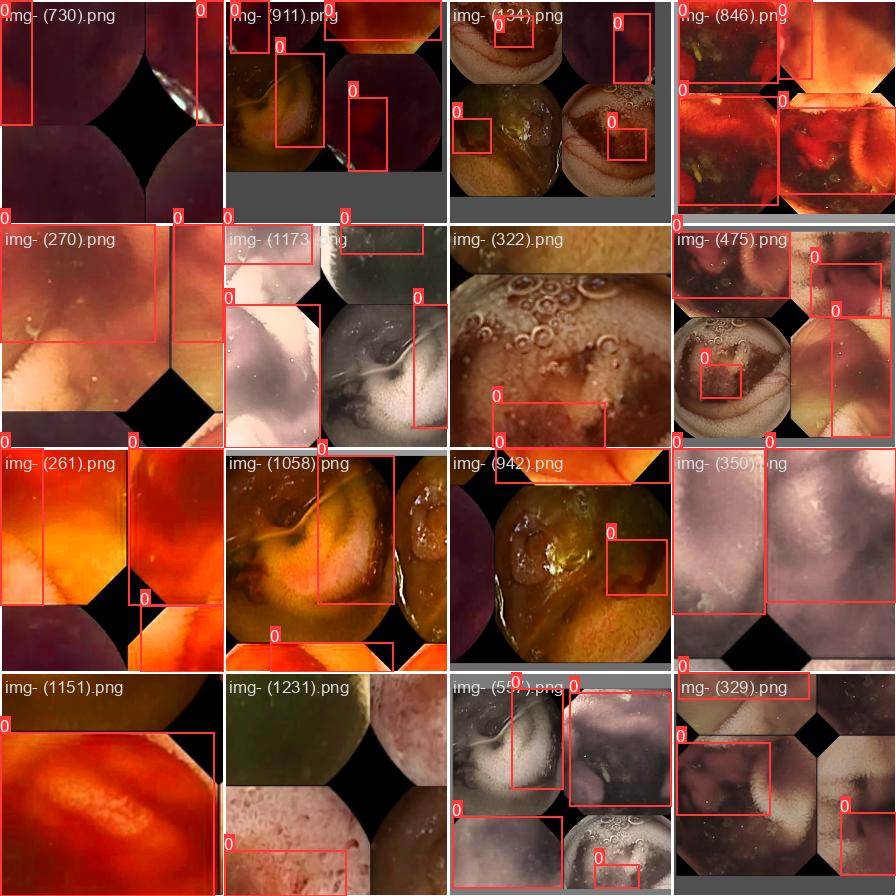 img- (730).png
img- (911).png
img- (134).png
img- (846).png
img- (270).png
img- (1173).png
img- (322).png
img- (475).png
img- (261).png
img- (1058).png
img- (942).png
img- (350).png
img- (1151).png
img- (1231).png
mg- (329).png